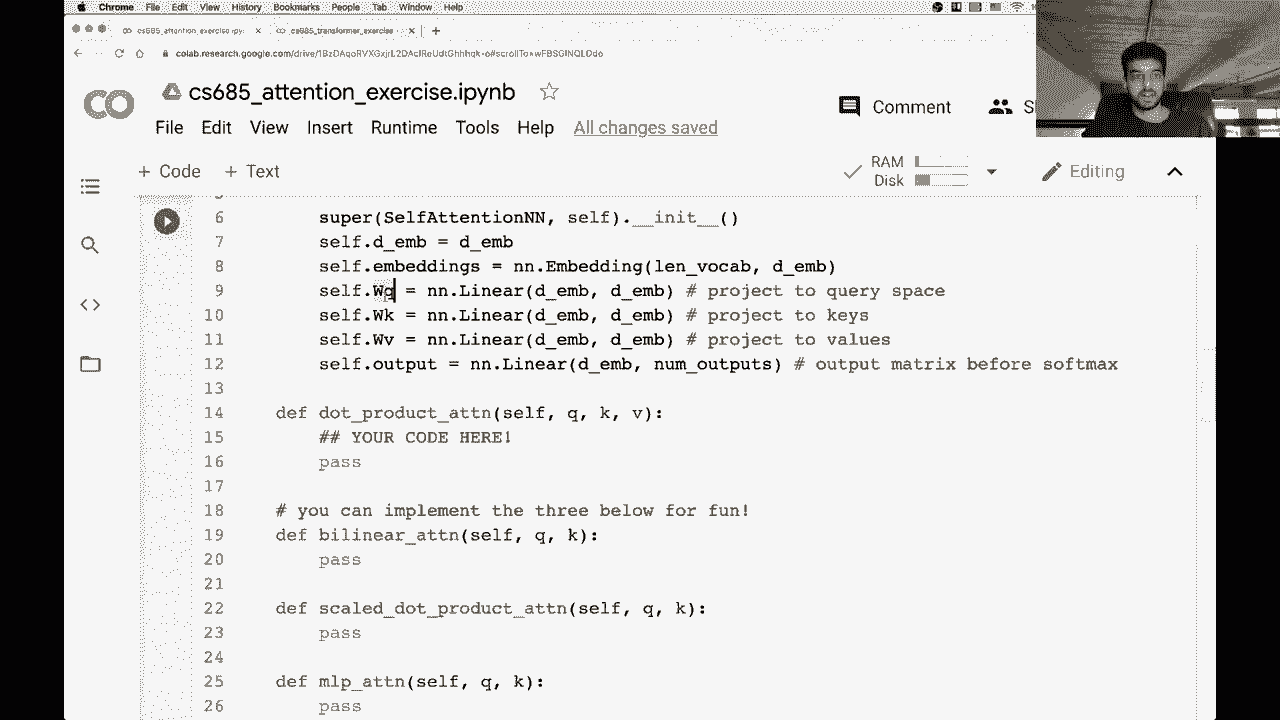 Chrome File Edit View History Bookmarks People Tab Window Help
colab.research.google.com/drive/
CO
cs685_attention_exercise.ipynb
Comment
File Edit View Insert Runtime Tools Help All changes saved
+ Code + Text
RAM
Disk
Editing
6 super(SelfAttentionNN, self).__init__()
7 self.d_emb = d_emb
8 self.embeddings = nn.Embedding(len_vocab, d_emb)
9 self.Wq = nn.Linear(d_emb, d_emb) # project to query space
10 self.Wk = nn.Linear(d_emb, d_emb) # project to keys
11 self.Wv = nn.Linear(d_emb, d_emb) # project to values
12 self.output = nn.Linear(d_emb, num_outputs) # output matrix before softmax
13
14 def dot_product_attn(self, q, k, v):
15 ## YOUR CODE HERE!
16 pass
17
18 # you can implement the three below for fun!
19 def bilinear_attn(self, q, k):
20 pass
21
22 def scaled_dot_product_attn(self, q, k):
23 pass
24
25 def mlp_attn(self, q, k):
26 pass